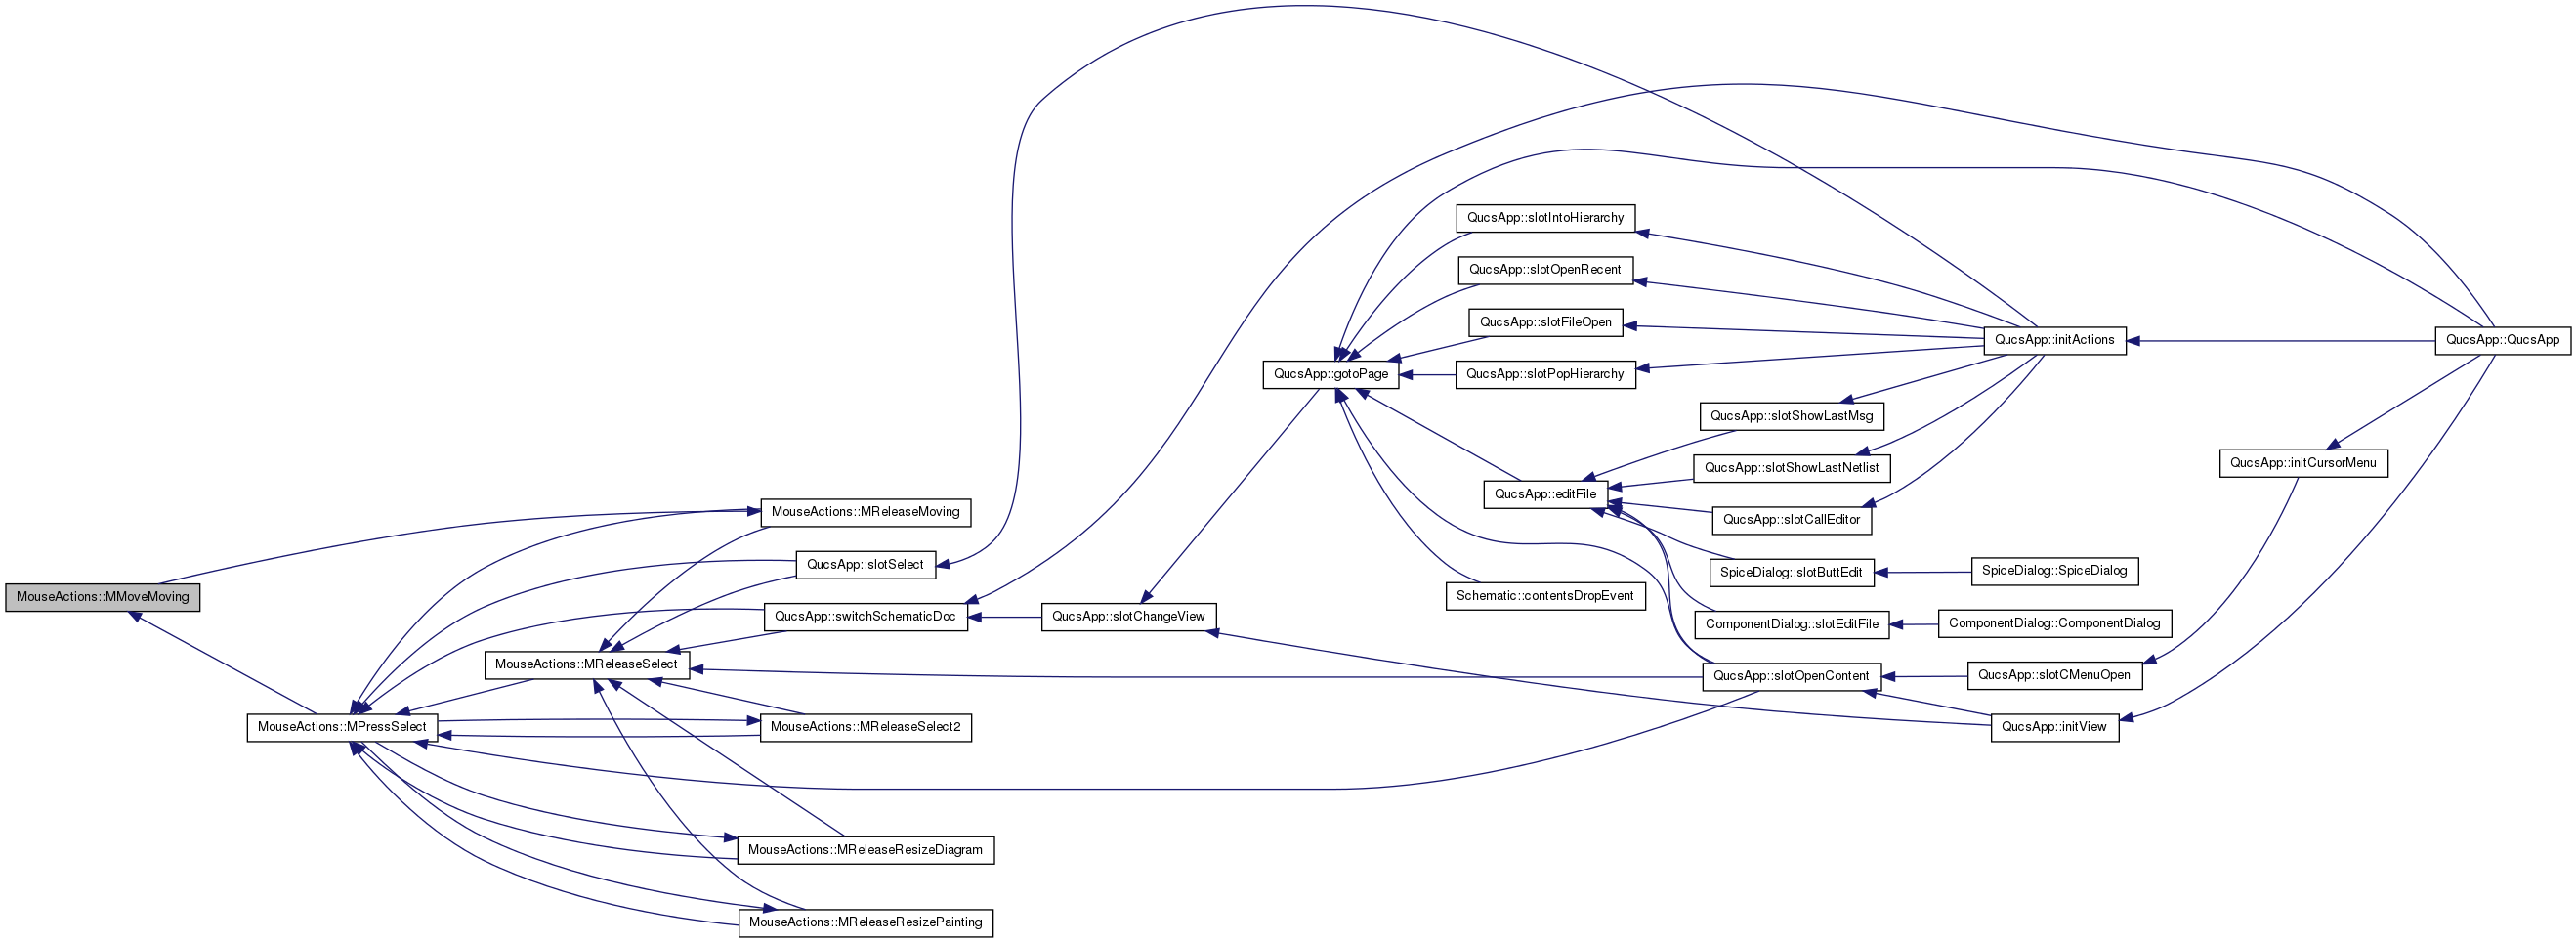 MouseActions::MMoveMoving
MouseActions::MPressSelect
MouseActions::MReleaseSelect
MouseActions::MReleaseMoving
QucsApp::slotSelect
QucsApp::switchSchematicDoc
MouseActions::MReleaseSelect2
MouseActions::MReleaseResizeDiagram
MouseActions::MReleaseResizePainting
QucsApp::slotChangeView
QucsApp::gotoPage
QucsApp::slotIntoHierarchy
QucsApp::slotOpenRecent
QucsApp::slotFileOpen
QucsApp::slotPopHierarchy
QucsApp::editFile
Schematic::contentsDropEvent
QucsApp::slotShowLastMsg
QucsApp::slotShowLastNetlist
QucsApp::slotCallEditor
SpiceDialog::slotButtEdit
ComponentDialog::slotEditFile
QucsApp::slotOpenContent
QucsApp::initActions
SpiceDialog::SpiceDialog
ComponentDialog::ComponentDialog
QucsApp::slotCMenuOpen
QucsApp::initView
QucsApp::initCursorMenu
QucsApp::QucsApp